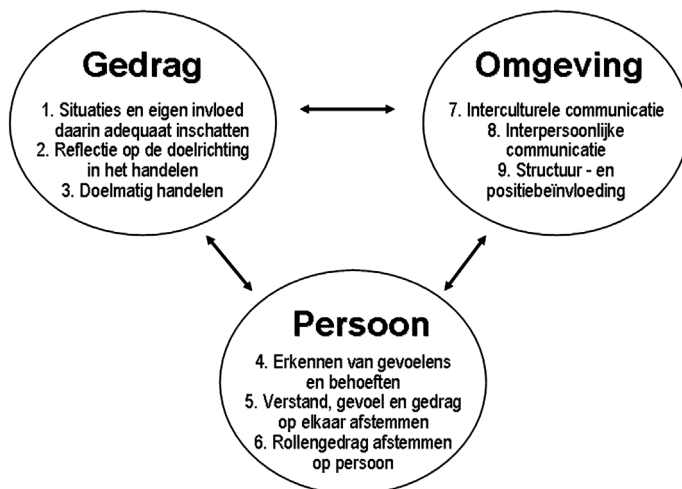 Gedrag
1. Situaties en eigen invloed
daarin adequaat inschatten
2. Reflectie op de doelrichting
in het handelen
3. Doelmatig handelen
Omgeving
7. Interculturele communicatie
8. Interpersoonlijke
communicatie
9. Structuur - en
positiebeïnvloeding
Persoon
4. Erkennen van gevoelens
en behoeften
5. Verstand, gevoel en gedrag
op elkaar afstemmen
6. Rollengedrag afstemmen
op persoon